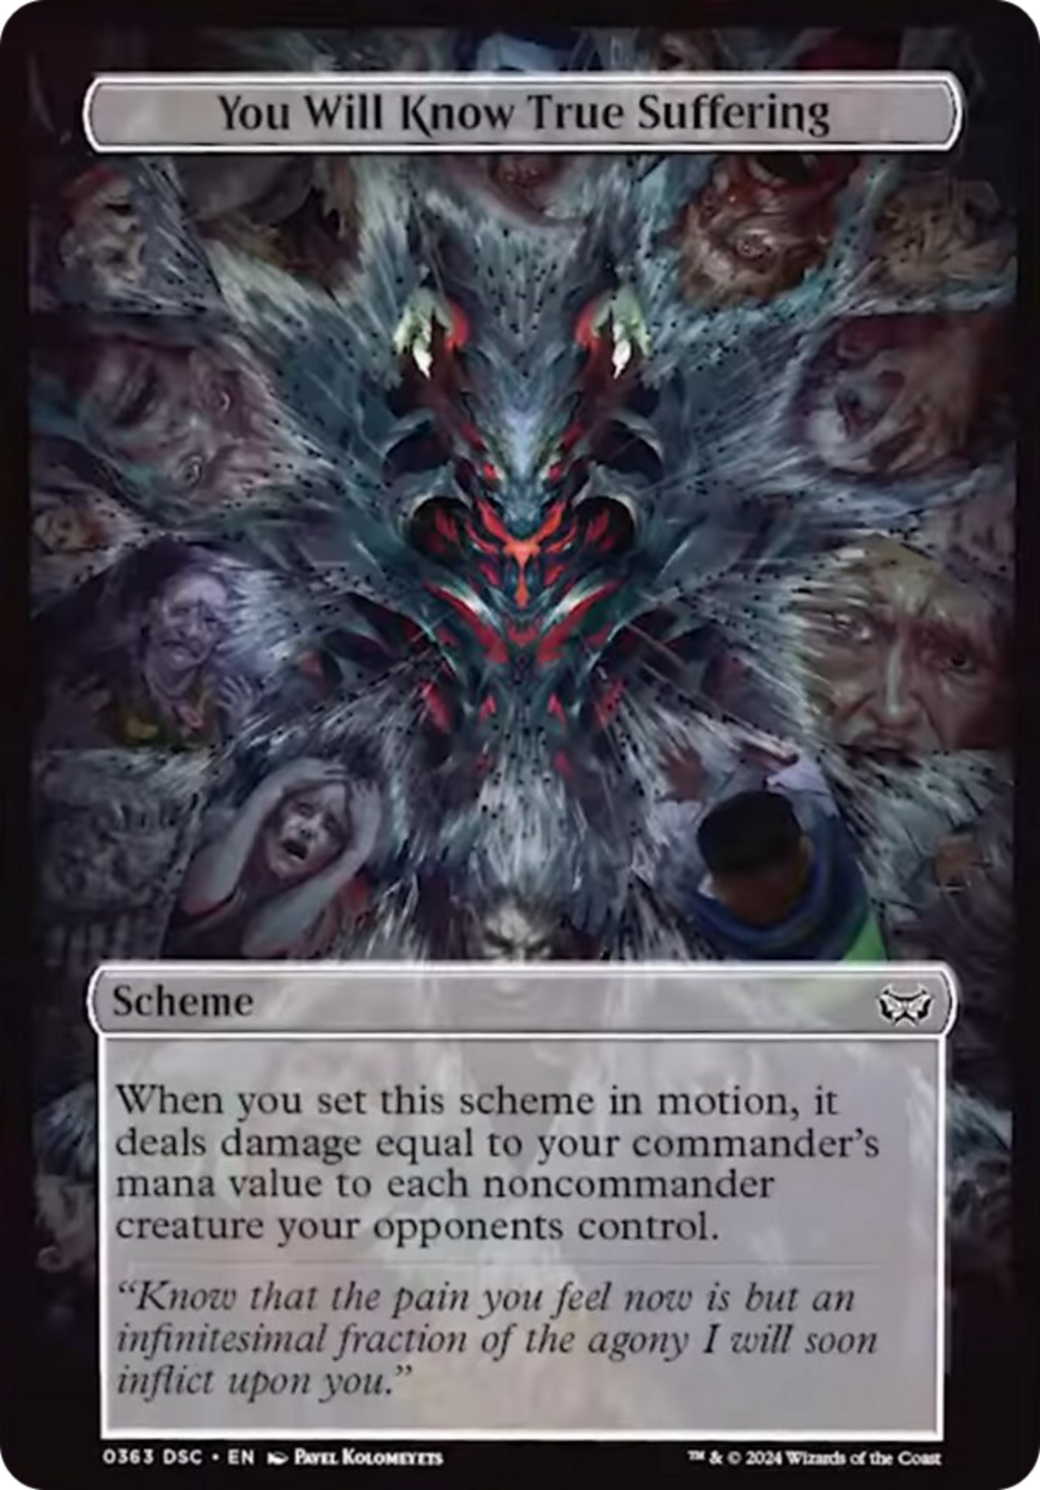 You Will Know True Suffering
Scheme
When you set this scheme in motion, it
deals damage equal to your commander's
mana value to each noncommander
creature your opponents control.
“Know that the pain you feel now is but an
infinitesimal fraction of the agony I will soon
inflict upon you.”
0363 DSC • EN PAVEL KOLOMEYETS ™ & © 2024 Wizards of the Coast